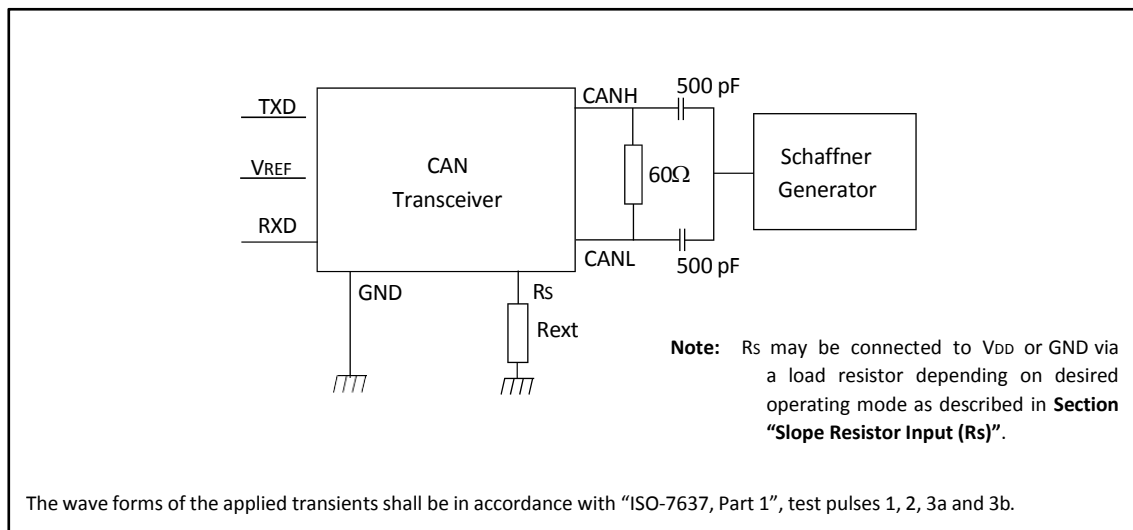 500 pF
CANH
TXD
Schaffner
Generator
VREF
CAN
Transceiver
60Ω
RXD
CANL
500 pF
GND
Rs
Rext
Note: Rs may be connected to VDD or GND via
a load resistor depending on desired
operating mode as described in Section
“Slope Resistor Input (Rs)”.
The wave forms of the applied transients shall be in accordance with “ISO-7637, Part 1”, test pulses 1, 2, 3a and 3b.